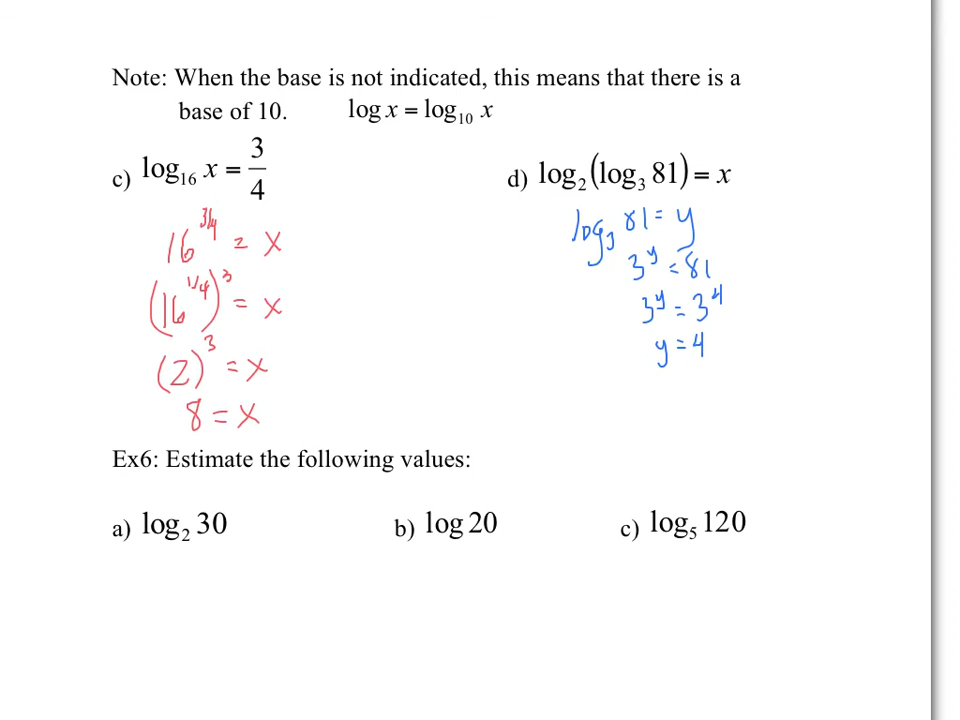 Note: When the base is not indicated, this means that there is a
base of 10. log x = log₁₀ x
c) log₁₆ x = 3/4
d) log₂(log₃ 81) = x
16^(3/4) = x
(16^(1/4))^3 = x
(2)^3 = x
8 = x
log₃ 81 = y
3^y = 81
3^y = 3^4
y = 4
Ex6: Estimate the following values:
a) log₂ 30
b) log 20
c) log₅ 120